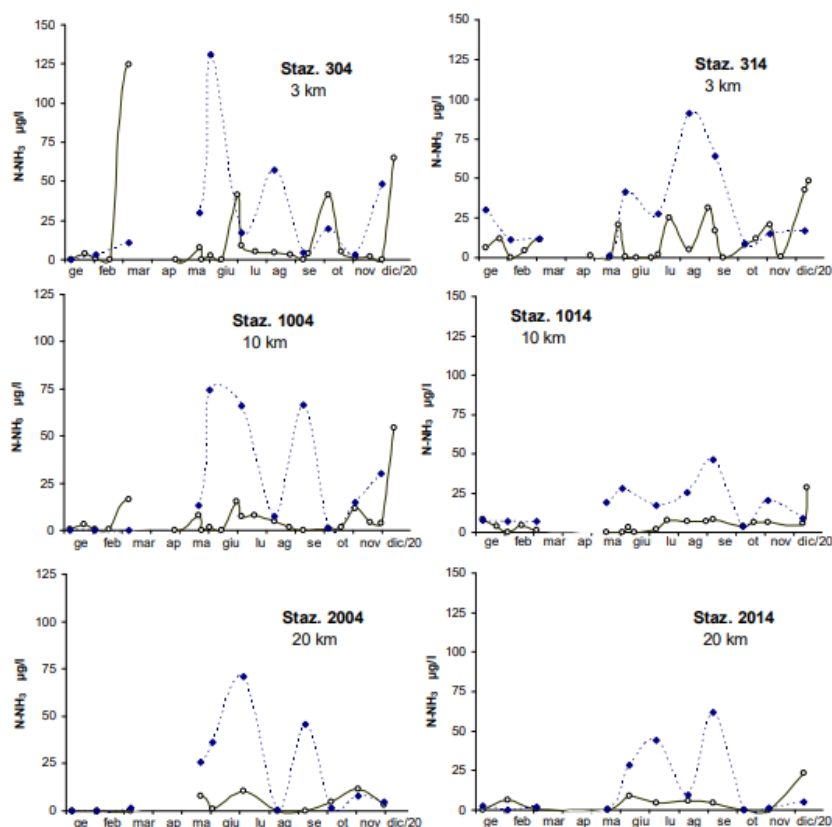 150
125
100
75
50
25
0
N-NH₃ µg/l
Staz. 304
3 km
ge feb mar ap ma giu lu ag se ot nov dic/20
150
125
100
75
50
25
0
N-NH₃ µg/l
Staz. 314
3 km
ge feb mar ap ma giu lu ag se ot nov dic/20
125
100
75
50
25
0
N-NH₃ µg/l
Staz. 1004
10 km
ge feb mar ap ma giu lu ag se ot nov dic/20
150
125
100
75
50
25
0
N-NH₃ µg/l
Staz. 1014
10 km
ge feb mar ap ma giu lu ag se ot nov dic/20
125
100
75
50
25
0
N-NH₃ µg/l
Staz. 2004
20 km
ge feb mar ap ma giu lu ag se ot nov dic/20
150
125
100
75
50
25
0
N-NH₃ µg/l
Staz. 2014
20 km
ge feb mar ap ma giu lu ag se ot nov dic/20